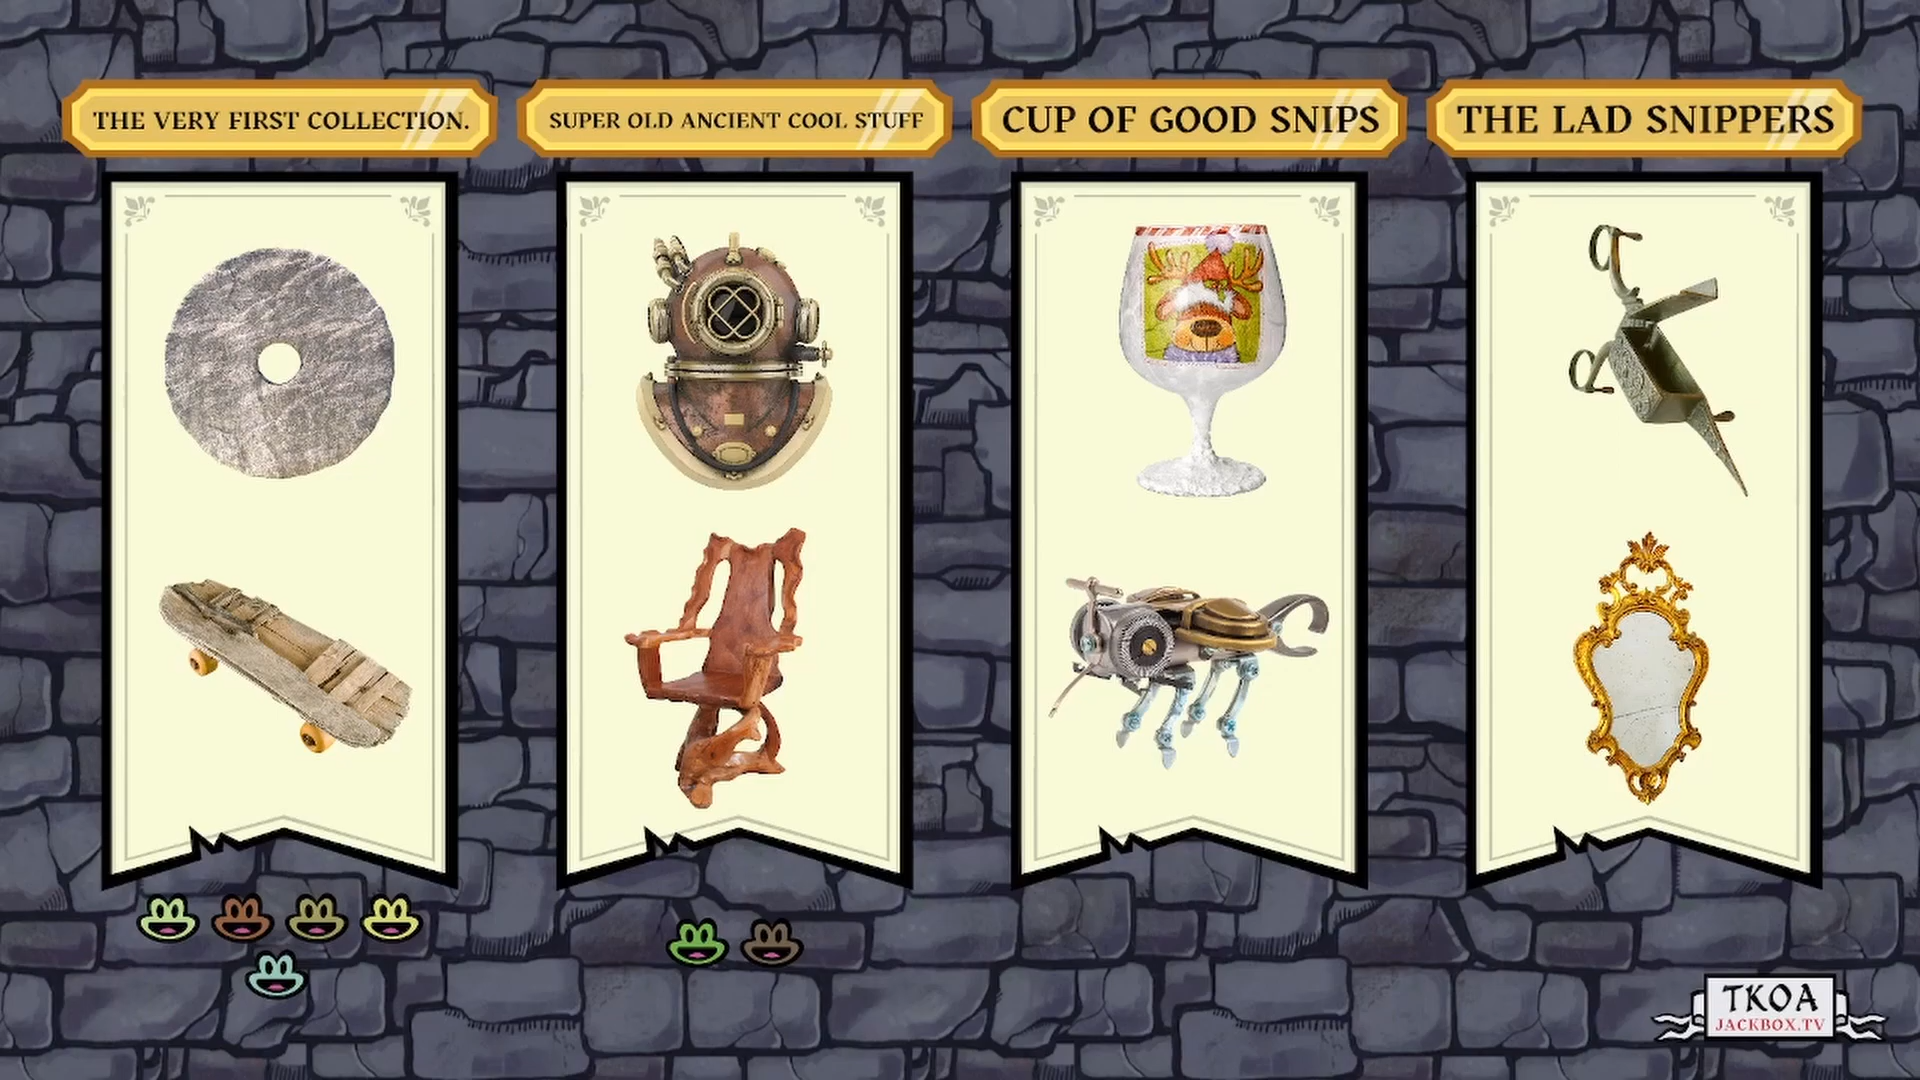 THE VERY FIRST COLLECTION.
SUPER OLD ANCIENT COOL STUFF
CUP OF GOOD SNIPS
THE LAD SNIPPERS
TKOA
JACKBOX.TV